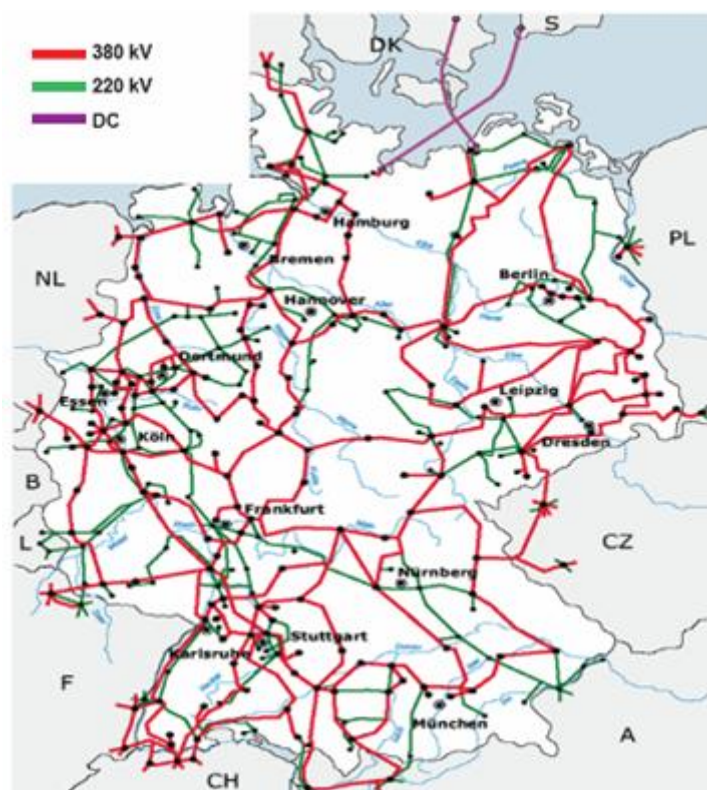 380 kV
220 kV
DC
DK
S
Hamburg
PL
Bremen
NL
Berlin
Hannover
Dortmund
Leipzig
Essen
Köln
Dresden
B
Frankfurt
L
CZ
Nürnberg
Stuttgart
Karlsruhe
F
München
A
CH